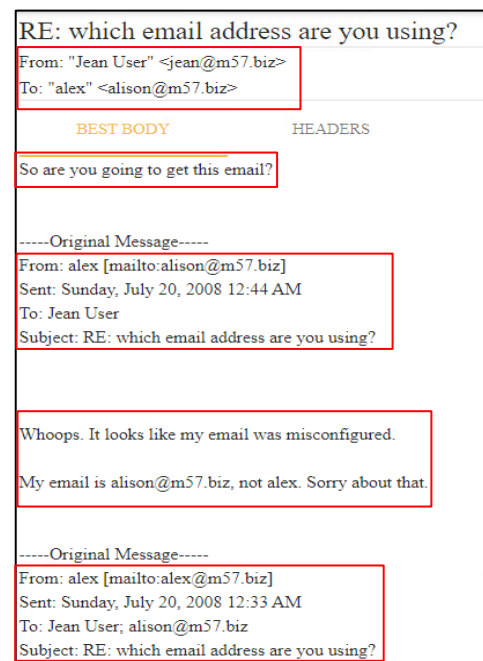 RE: which email address are you using?
From: "Jean User" <jean@m57.biz>
To: "alex" <alison@m57.biz>
BEST BODY HEADERS
So are you going to get this email?
-----Original Message-----
From: alex [mailto:alison@m57.biz]
Sent: Sunday, July 20, 2008 12:44 AM
To: Jean User
Subject: RE: which email address are you using?
Whoops. It looks like my email was misconfigured.
My email is alison@m57.biz, not alex. Sorry about that.
-----Original Message-----
From: alex [mailto:alex@m57.biz]
Sent: Sunday, July 20, 2008 12:33 AM
To: Jean User; alison@m57.biz
Subject: RE: which email address are you using?